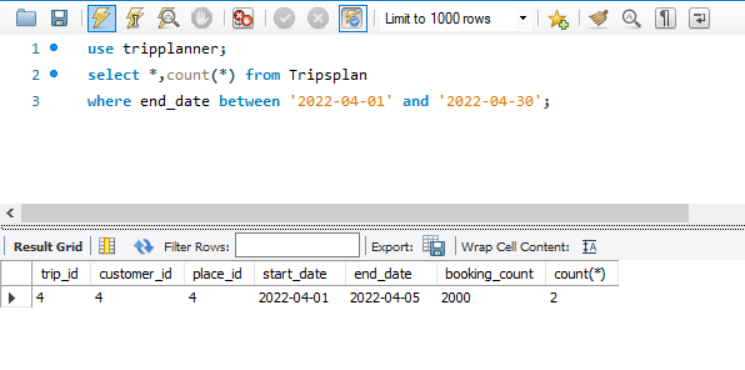 Limit to 1000 rows
1 use tripplanner;
2 select *,count(*) from Tripsplan
3 where end_date between '2022-04-01' and '2022-04-30';
Result Grid Filter Rows: Export: Wrap Cell Content:
trip_id customer_id place_id start_date end_date booking_count count(*)
4 4 4 2022-04-01 2022-04-05 2000 2